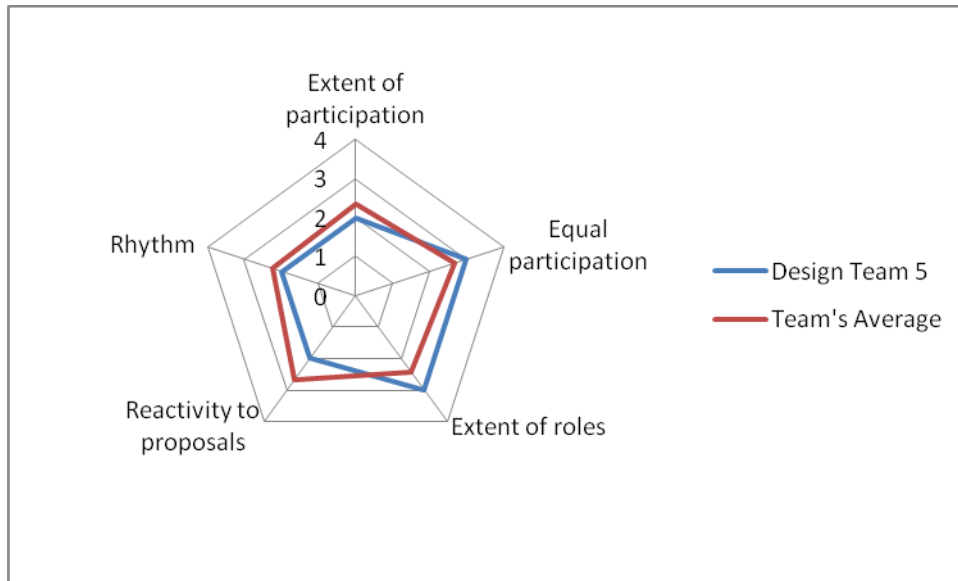 Extent of
participation
4
3
2
1
0
Rhythm
Equal
participation
Design Team 5
Team's Average
Reactivity to
proposals
Extent of roles